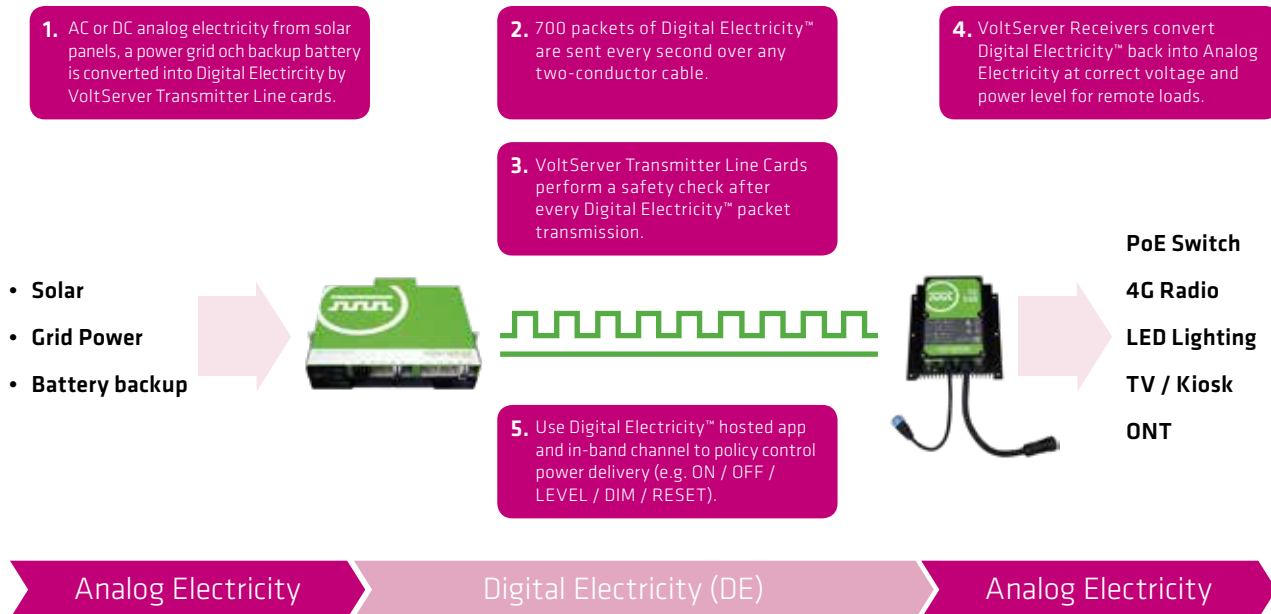 1. AC or DC analog electricity from solar
panels, a power grid och backup battery
is converted into Digital Electircity by
VoltServer Transmitter Line cards.
2. 700 packets of Digital Electricity™
are sent every second over any
two-conductor cable.
4. VoltServer Receivers convert
Digital Electricity™ back into Analog
Electricity at correct voltage and
power level for remote loads.
3. VoltServer Transmitter Line Cards
perform a safety check after
every Digital Electricity™ packet
transmission.
• Solar
• Grid Power
• Battery backup
PoE Switch
4G Radio
LED Lighting
TV / Kiosk
ONT
5. Use Digital Electricity™ hosted app
and in-band channel to policy control
power delivery (e.g. ON / OFF /
LEVEL / DIM / RESET).
Analog Electricity
Digital Electricity (DE)
Analog Electricity